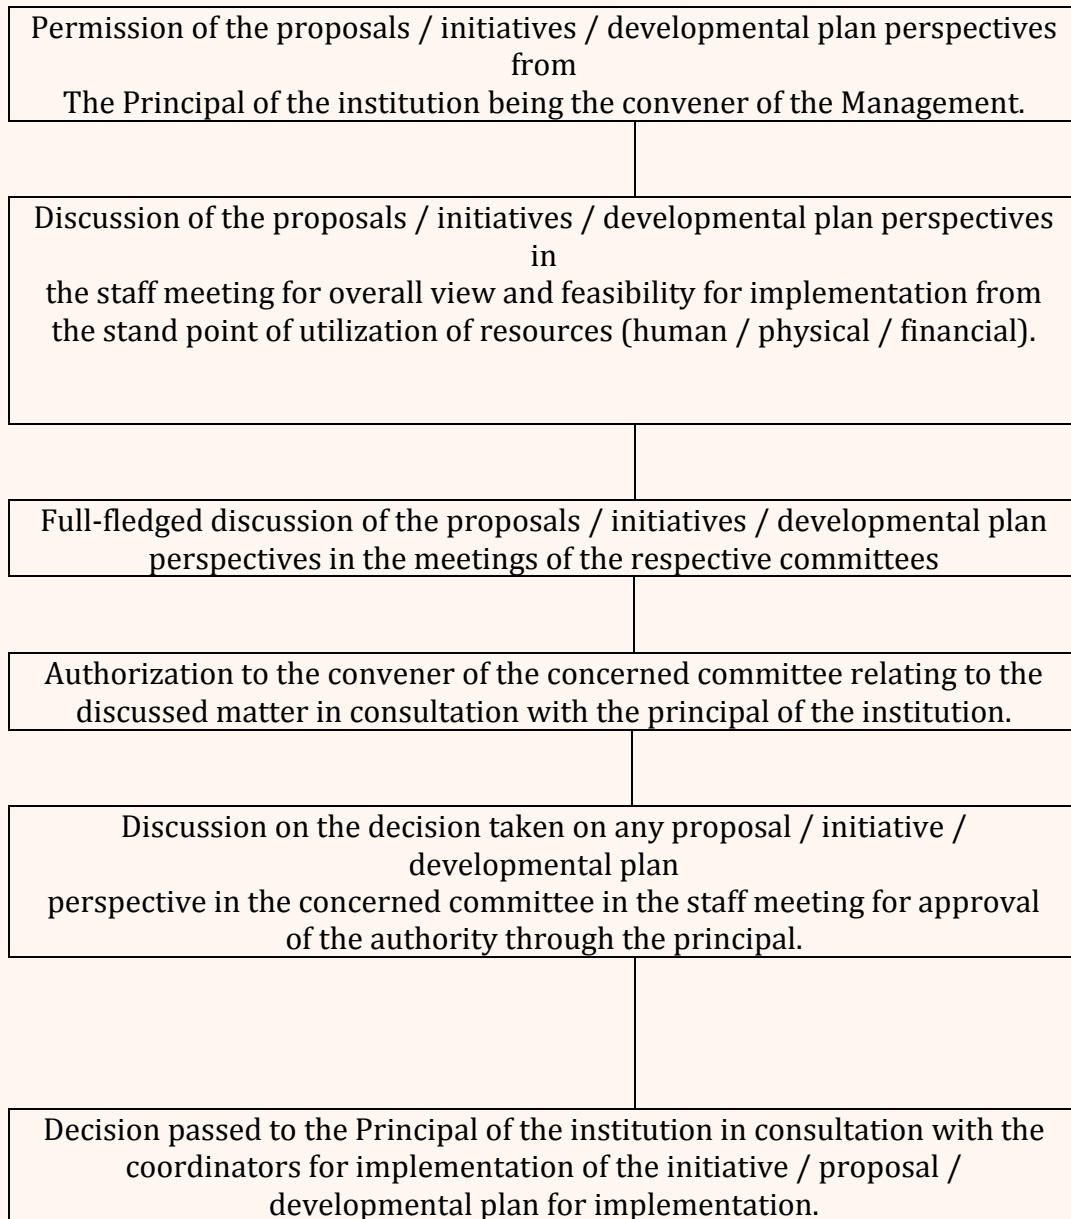 Permission of the proposals / initiatives / developmental plan perspectives
from
The Principal of the institution being the convener of the Management.
Discussion of the proposals / initiatives / developmental plan perspectives
in
the staff meeting for overall view and feasibility for implementation from
the stand point of utilization of resources (human / physical / financial).
Full-fledged discussion of the proposals / initiatives / developmental plan
perspectives in the meetings of the respective committees
Authorization to the convener of the concerned committee relating to the
discussed matter in consultation with the principal of the institution.
Discussion on the decision taken on any proposal / initiative /
developmental plan
perspective in the concerned committee in the staff meeting for approval
of the authority through the principal.
Decision passed to the Principal of the institution in consultation with the
coordinators for implementation of the initiative / proposal /
developmental plan for implementation.